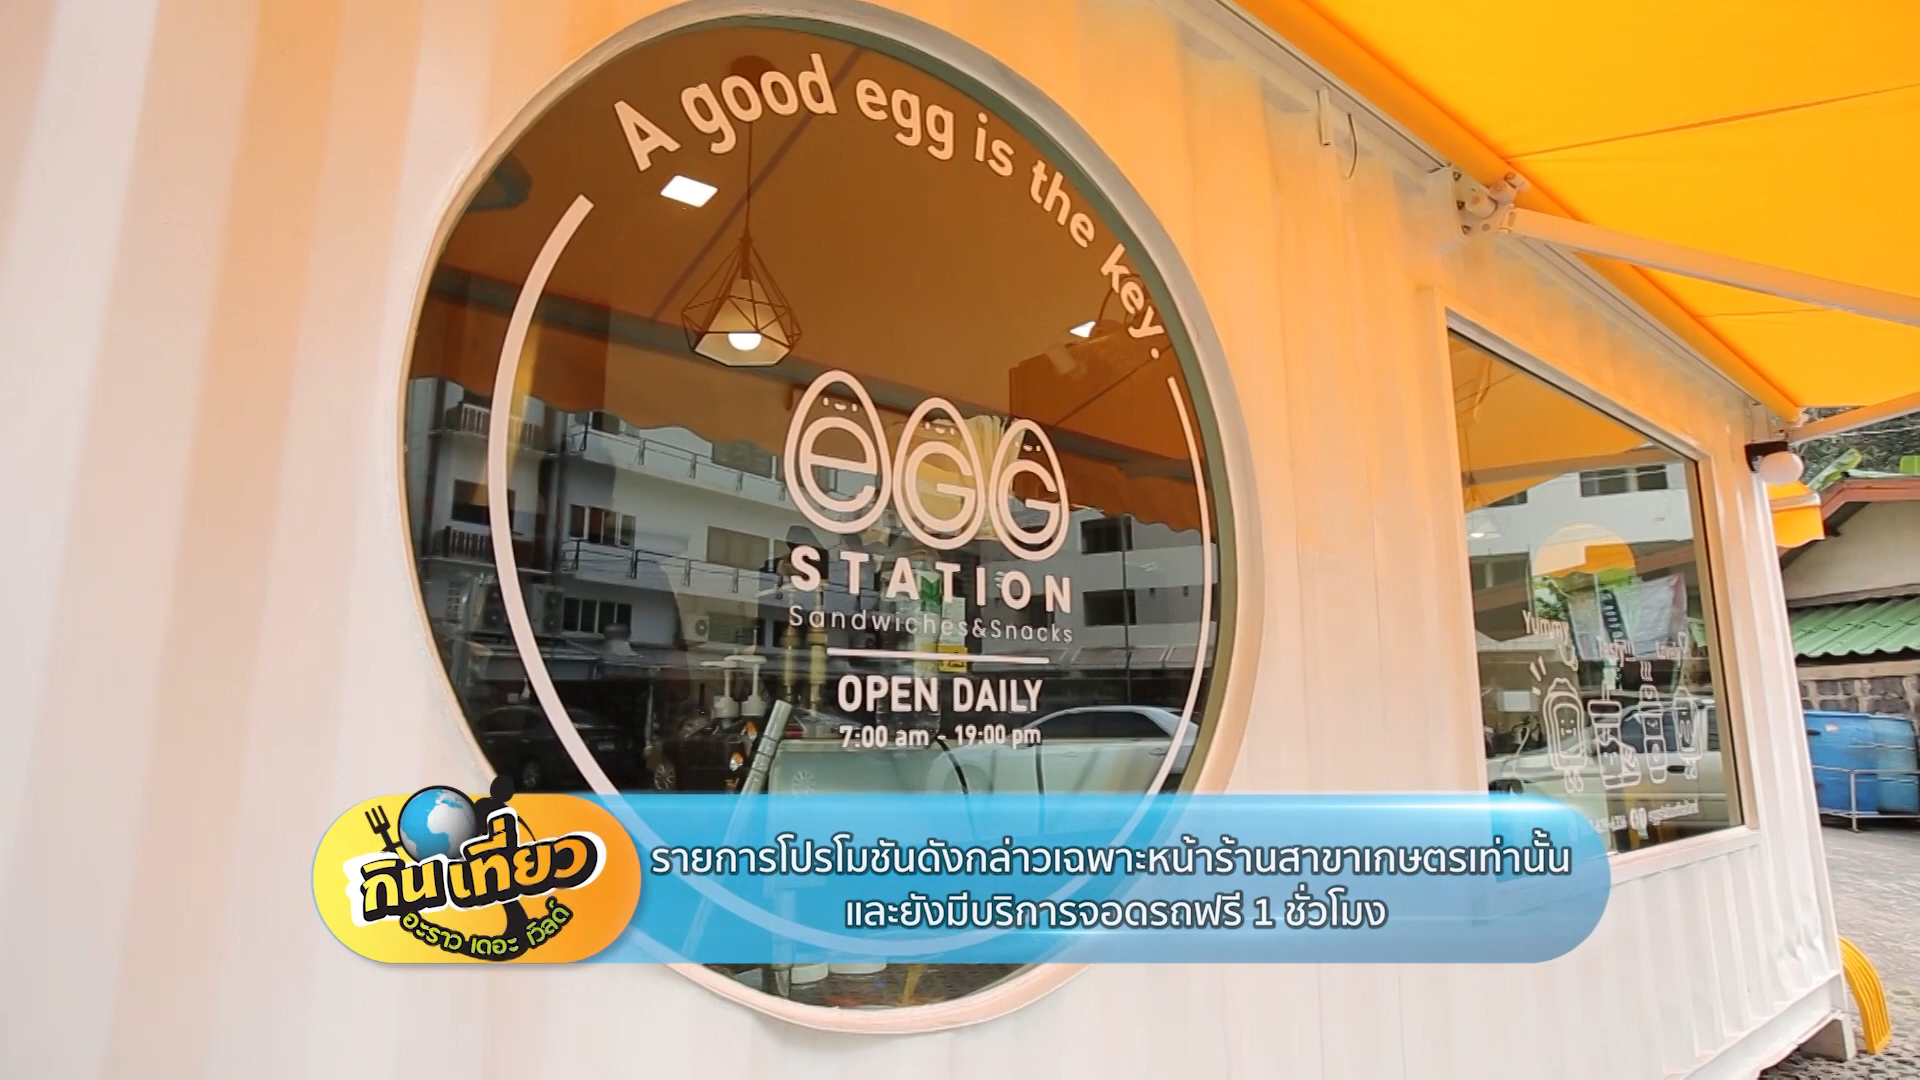 A good egg is the key.
eGG
STATION
Sandwiches&Snacks
OPEN DAILY
7:00 am - 19:00 pm
Yummy
กินเที่ยว
อะราว เดอะ เวิลด์
รายการโปรโมชันดังกล่าวเฉพาะหน้าร้านสาขาเกษตรเท่านั้น
และยังมีบริการจอดรถฟรี 1 ชั่วโมง